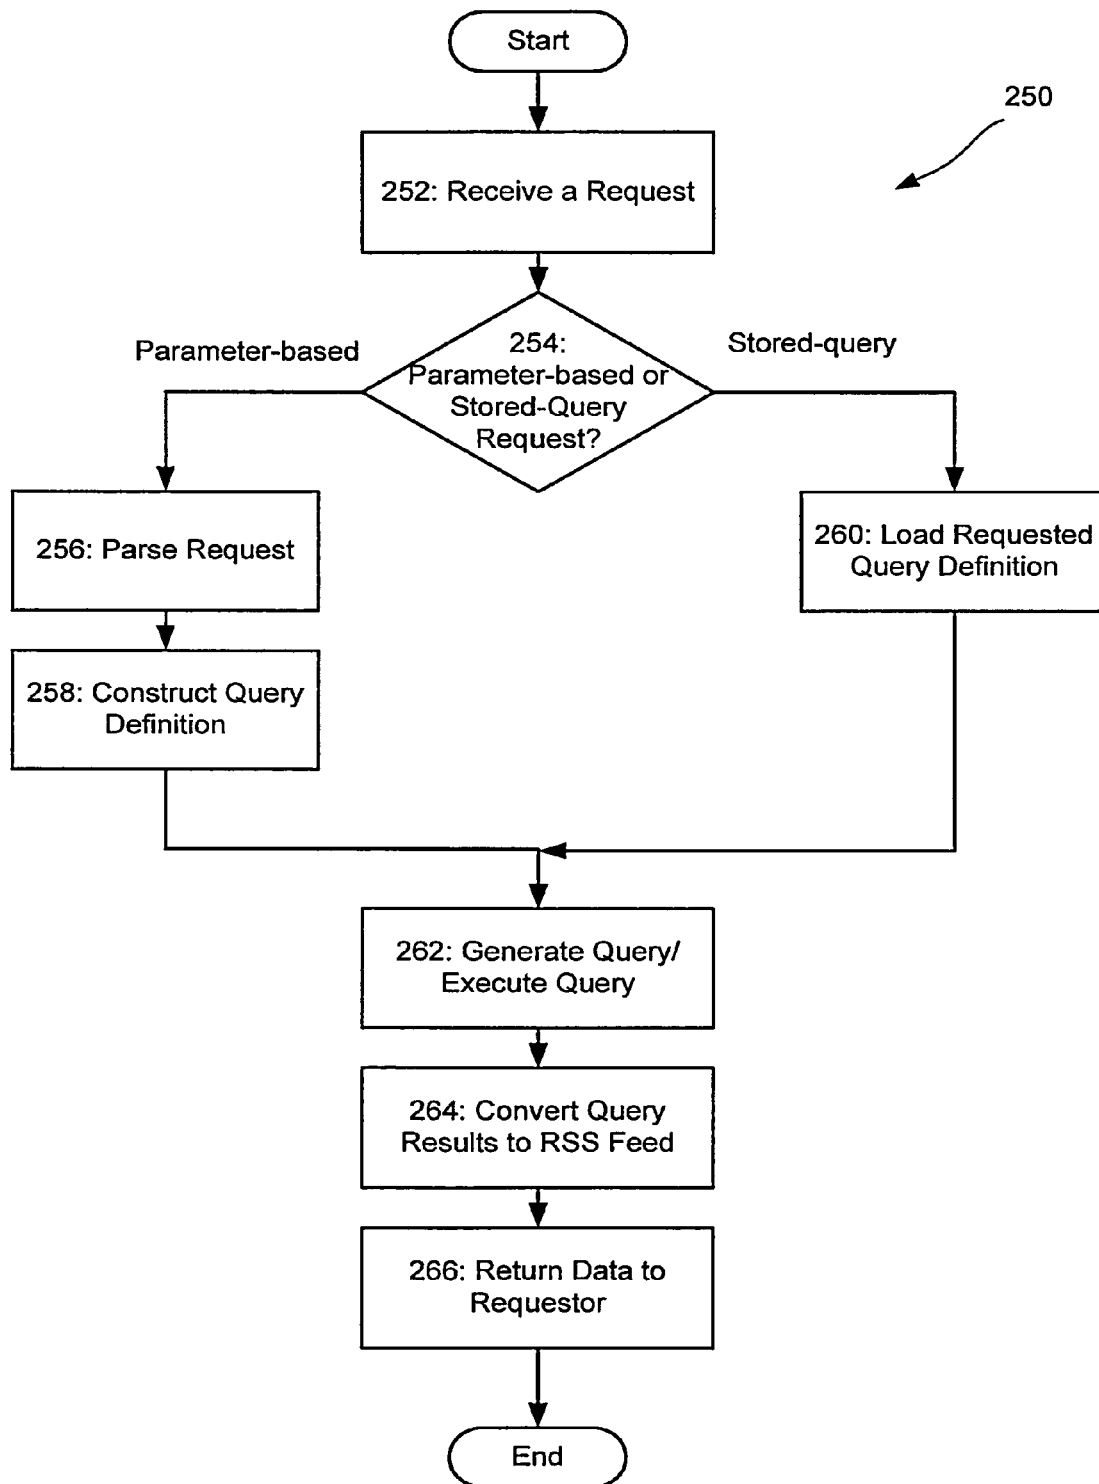 Start
250
252: Receive a Request
Parameter-based
254:
Parameter-based or
Stored-Query
Request?
Stored-query
256: Parse Request
260: Load Requested
Query Definition
258: Construct Query
Definition
262: Generate Query/
Execute Query
264: Convert Query
Results to RSS Feed
266: Return Data to
Requestor
End